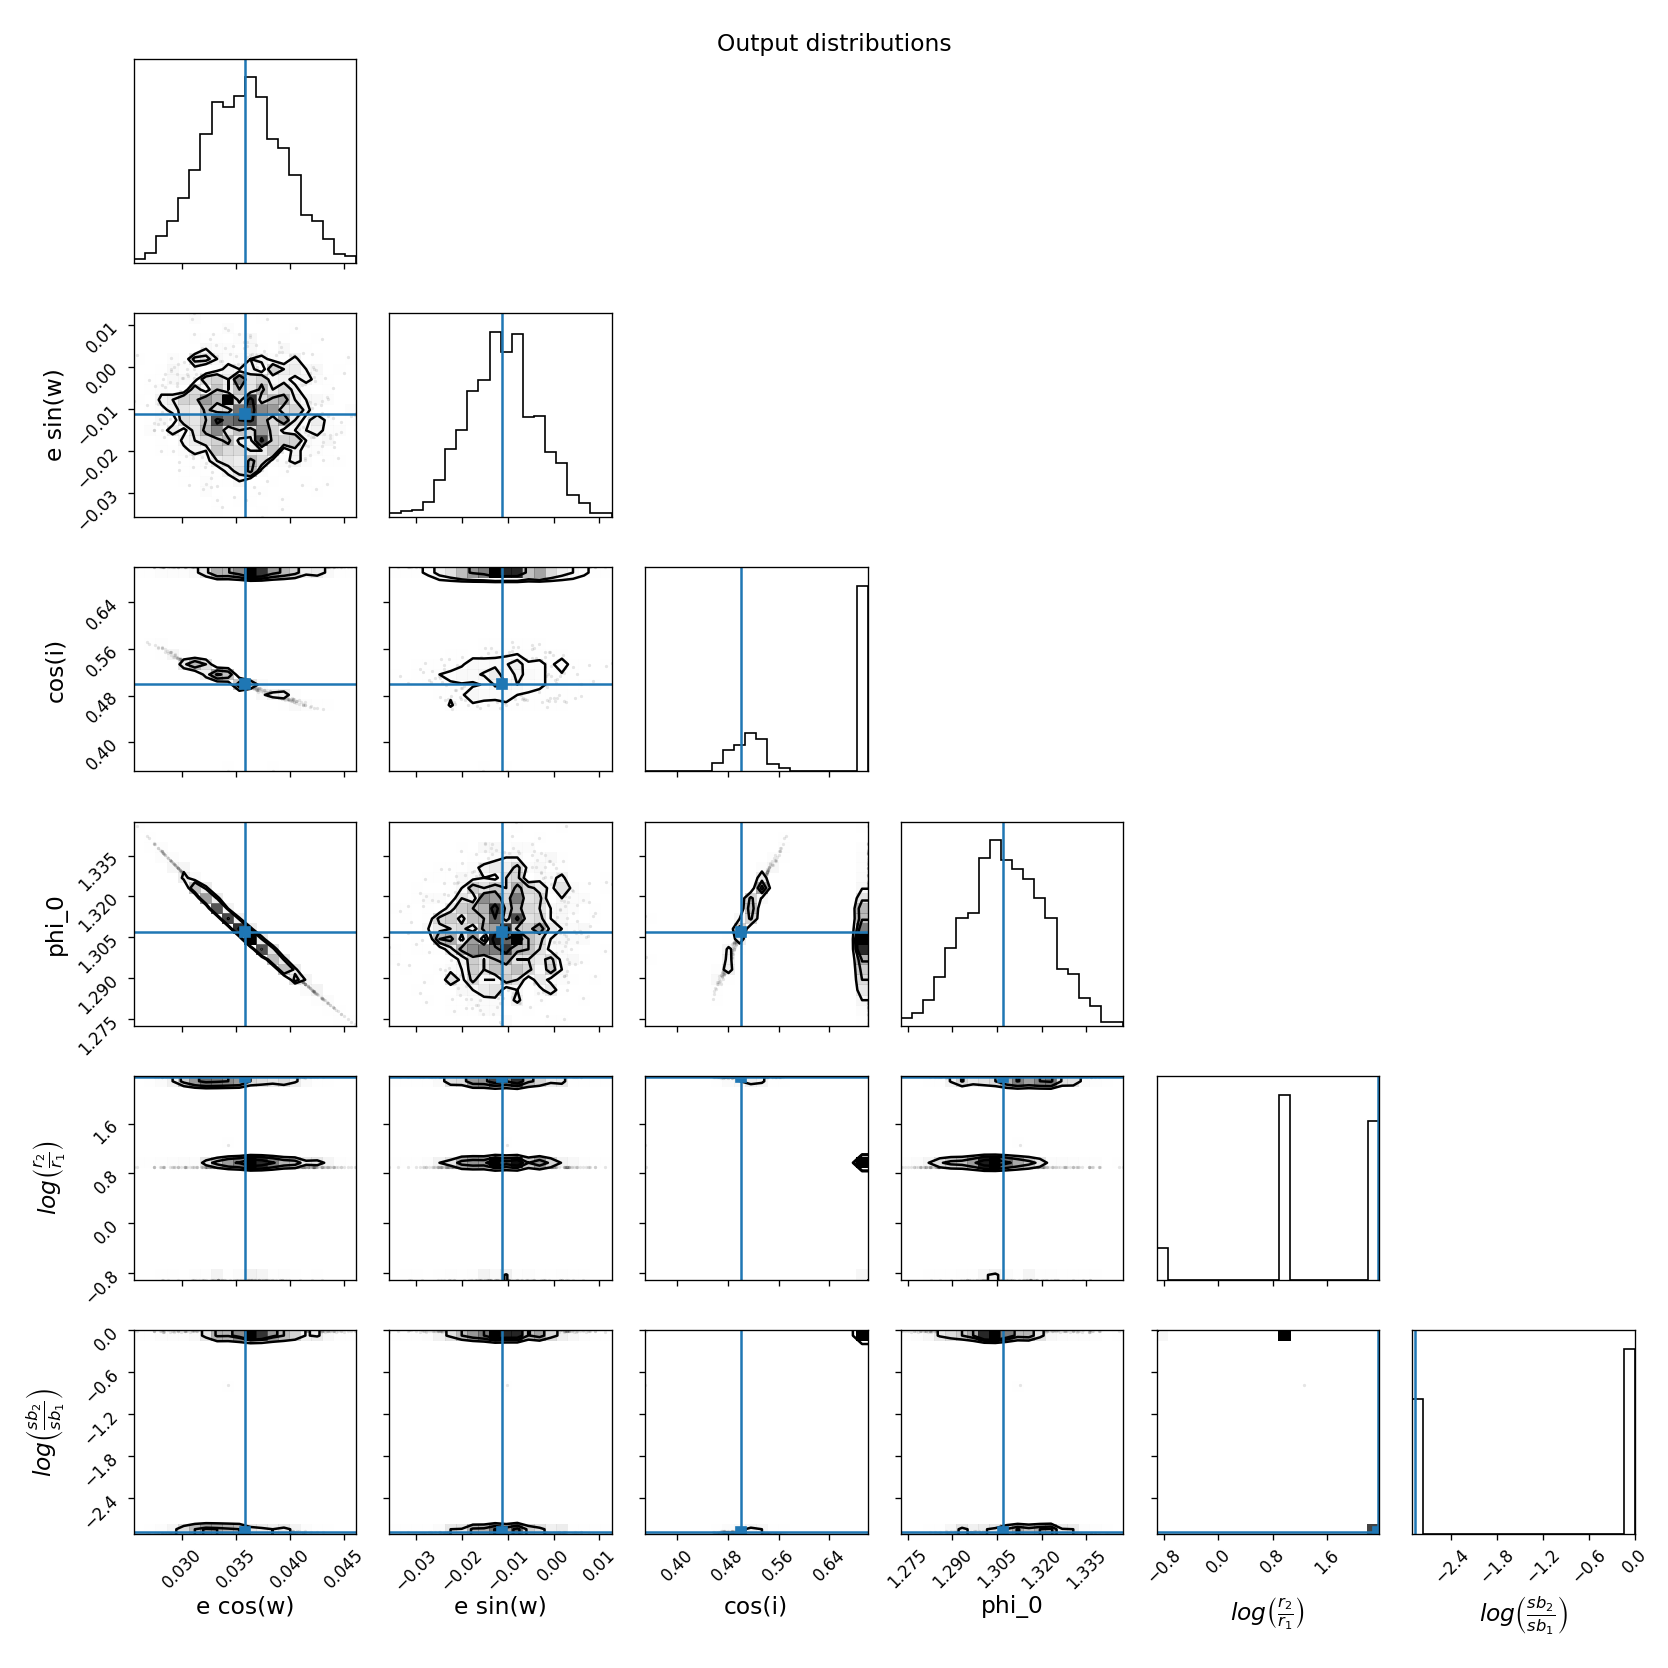 Output distributions
e sin(w)
0.01
0.00
−0.01
−0.02
−0.03
cos(i)
0.64
0.56
0.48
0.40
phi_0
1.335
1.320
1.305
1.290
1.275
log(r₂/r₁)
1.6
0.8
0.0
−0.8
log(sb₂/sb₁)
0.0
−0.6
−1.2
−1.8
−2.4
0.030 0.035 0.040 0.045
−0.03 −0.02 −0.01 0.00 0.01
0.40 0.48 0.56 0.64
1.275 1.290 1.305 1.320 1.335
−0.8 0.0 0.8 1.6
−2.4 −1.8 −1.2 −0.6 0.0
e cos(w) e sin(w) cos(i) phi_0 log(r₂/r₁) log(sb₂/sb₁)